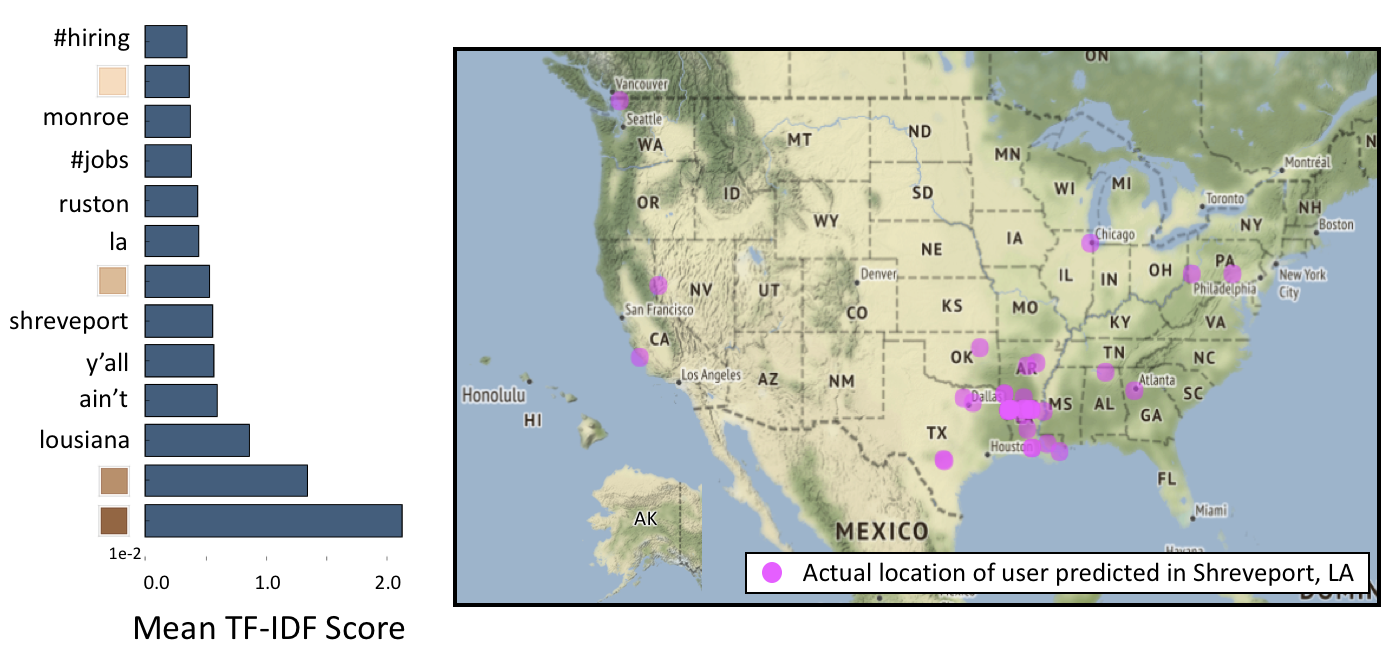 #hiring
monroe
#jobs
ruston
la
shreveport
y'all
ain't
lousiana
1e-2
0.0 1.0 2.0
Mean TF-IDF Score
ON
Vancouver
Seattle
WA
MT
ND
MN
Montréal
N
OR
ID
SD
WI
MI
Toronto
NH
WY
NY
Boston
IA
Chicago
NE
PA
Denver
IL
IN
OH
New York
City
Philadelphia
NV
UT
San Francisco
CO
KS
MO
KY
VA
CA
OK
AR
TN
NC
Los Angeles
AZ
NM
Atlanta
SC
Honolulu
Dallas
MS
AL
GA
HI
LA
TX
Houston
FL
AK
Miami
MEXICO
Havana
Actual location of user predicted in Shreveport, LA